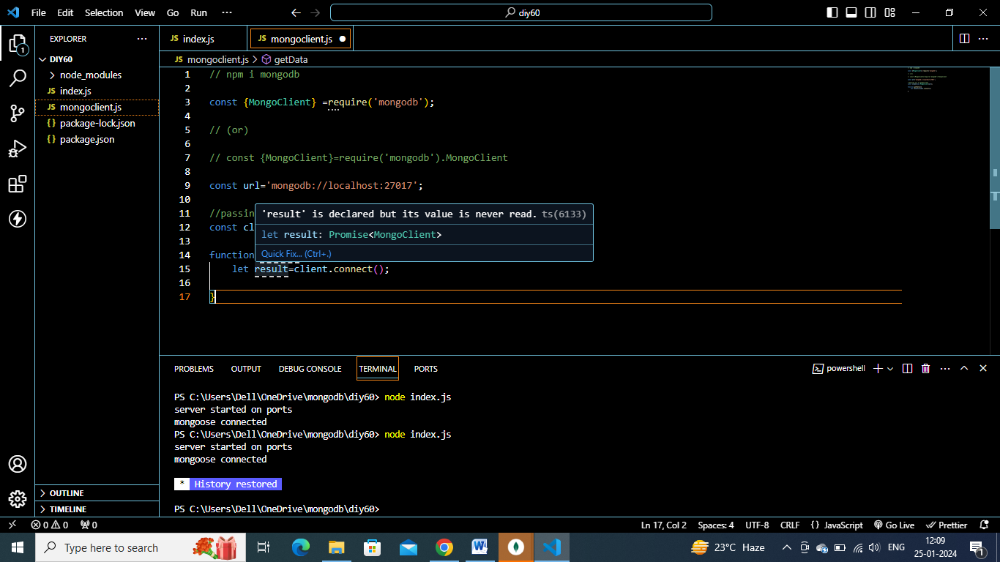 File Edit Selection View Go Run ··· diy60
EXPLORER ···
DIY60
node_modules
JS index.js
JS mongoclient.js
{} package-lock.json
{} package.json
OUTLINE
TIMELINE
JS index.js JS mongoclient.js ● ···
JS mongoclient.js > getData
1 // npm i mongodb
2
3 const {MongoClient} =require('mongodb');
4
5 // (or)
6
7 // const {MongoClient}=require('mongodb').MongoClient
8
9 const url='mongodb://localhost:27017';
10
11 //passin
12 const cl
13
14 function
15 let result=client.connect();
16
17 }
'result' is declared but its value is never read. ts(6133)
let result: Promise<MongoClient>
Quick Fix... (Ctrl+.)
PROBLEMS OUTPUT DEBUG CONSOLE TERMINAL PORTS powershell ···
PS C:\Users\Dell\OneDrive\mongodb\diy60> node index.js
server started on ports
mongoose connected
PS C:\Users\Dell\OneDrive\mongodb\diy60> node index.js
server started on ports
mongoose connected
* History restored
PS C:\Users\Dell\OneDrive\mongodb\diy60>
0 0 0 Ln 17, Col 2 Spaces: 4 UTF-8 CRLF {} JavaScript Go Live Prettier
Type here to search 23°C Haze ENG 12:09
25-01-2024
1